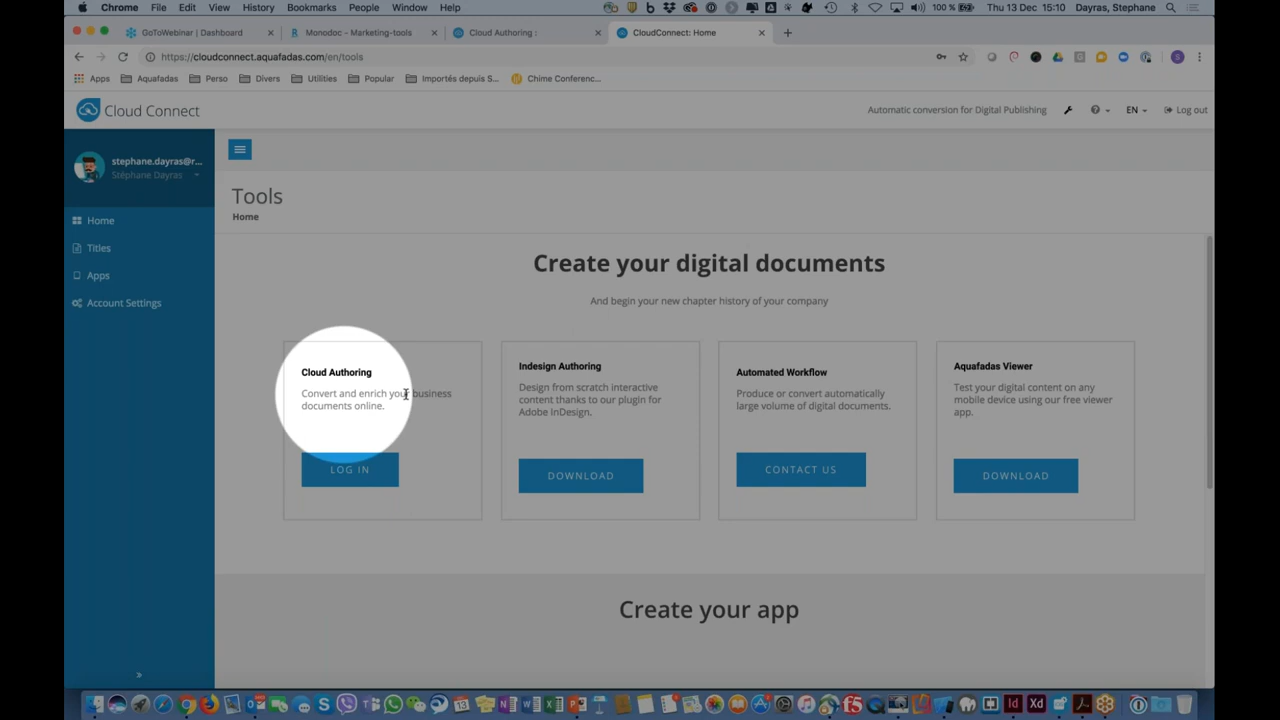 Chrome File Edit View History Bookmarks People Window Help 100 % Thu 13 Dec 15:10 Dayras, Stephane
GoToWebinar | Dashboard Monodoc - Marketing-tools Cloud Authoring : CloudConnect: Home
https://cloudconnect.aquafadas.com/en/tools
Apps Aquafadas Perso Divers Utilities Popular Importés depuis S... Chime Conferenc...
Cloud Connect Automatic conversion for Digital Publishing EN Log out
stephane.dayras@r...
Stéphane Dayras
Home
Titles
Apps
Account Settings
Tools
Home
Create your digital documents
And begin your new chapter history of your company
Cloud Authoring
Convert and enrich your business
documents online.
LOG IN
Indesign Authoring
Design from scratch interactive
content thanks to our plugin for
Adobe InDesign.
DOWNLOAD
Automated Workflow
Produce or convert automatically
large volume of digital documents.
CONTACT US
Aquafadas Viewer
Test your digital content on any
mobile device using our free viewer
app.
DOWNLOAD
Create your app